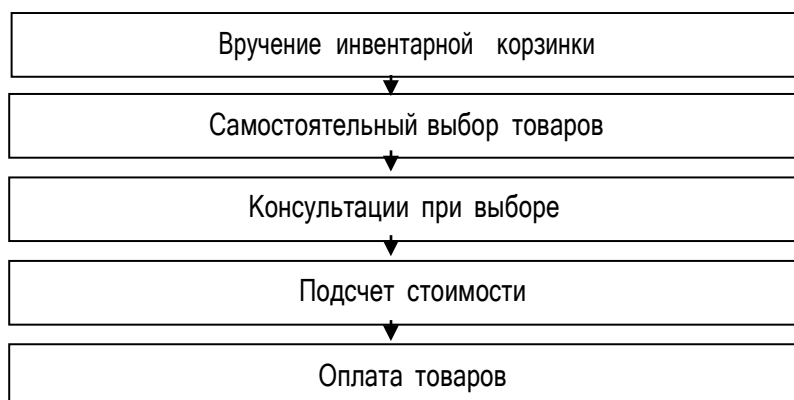 Вручение инвентарной корзинки
Самостоятельный выбор товаров
Консультации при выборе
Подсчет стоимости
Оплата товаров